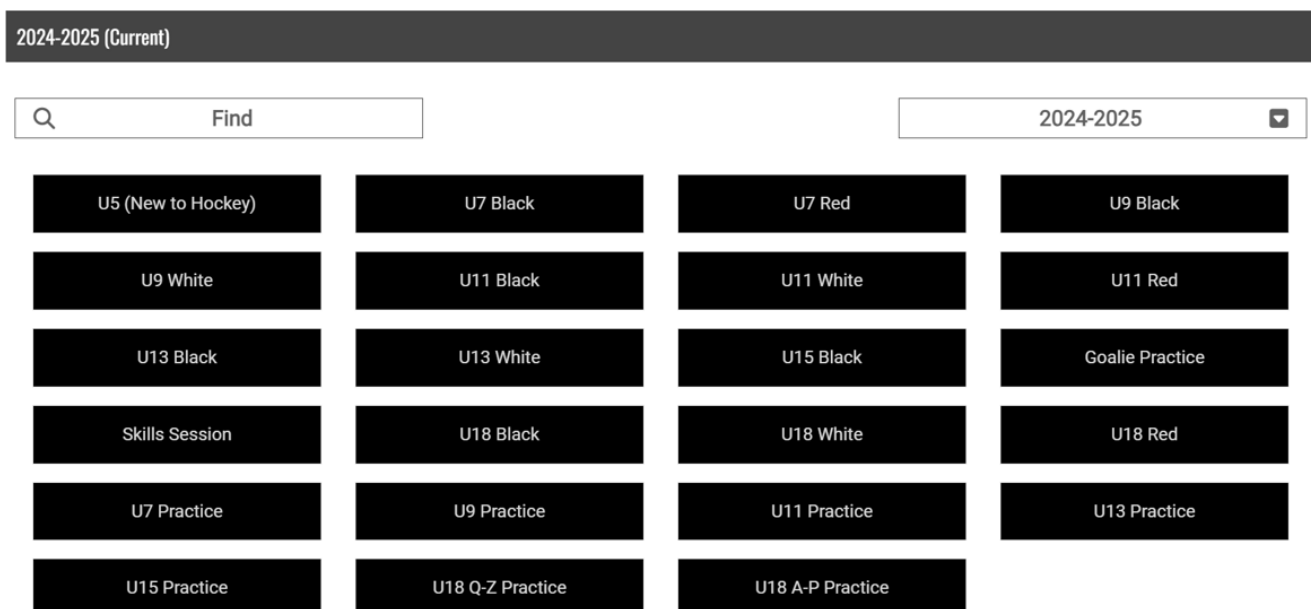 2024-2025 (Current)
Find 2024-2025
U5 (New to Hockey) U7 Black U7 Red U9 Black
U9 White U11 Black U11 White U11 Red
U13 Black U13 White U15 Black Goalie Practice
Skills Session U18 Black U18 White U18 Red
U7 Practice U9 Practice U11 Practice U13 Practice
U15 Practice U18 Q-Z Practice U18 A-P Practice